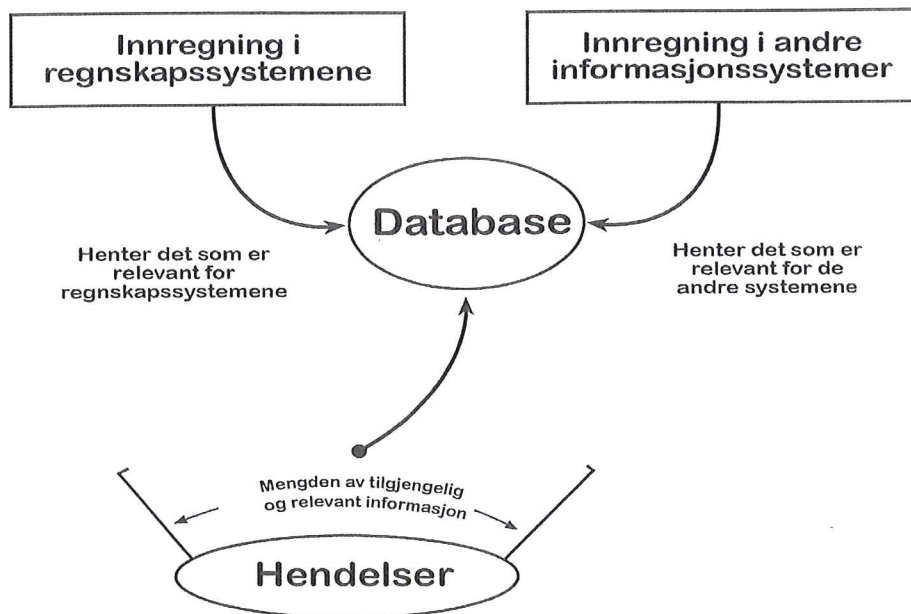 Innregning i
regnskapssystemene
Innregning i andre
informasjonssystemer
Database
Henter det som er
relevant for
regnskapssystemene
Henter det som er
relevant for de
andre systemene
Mengden av tilgjengelig
og relevant informasjon
Hendelser